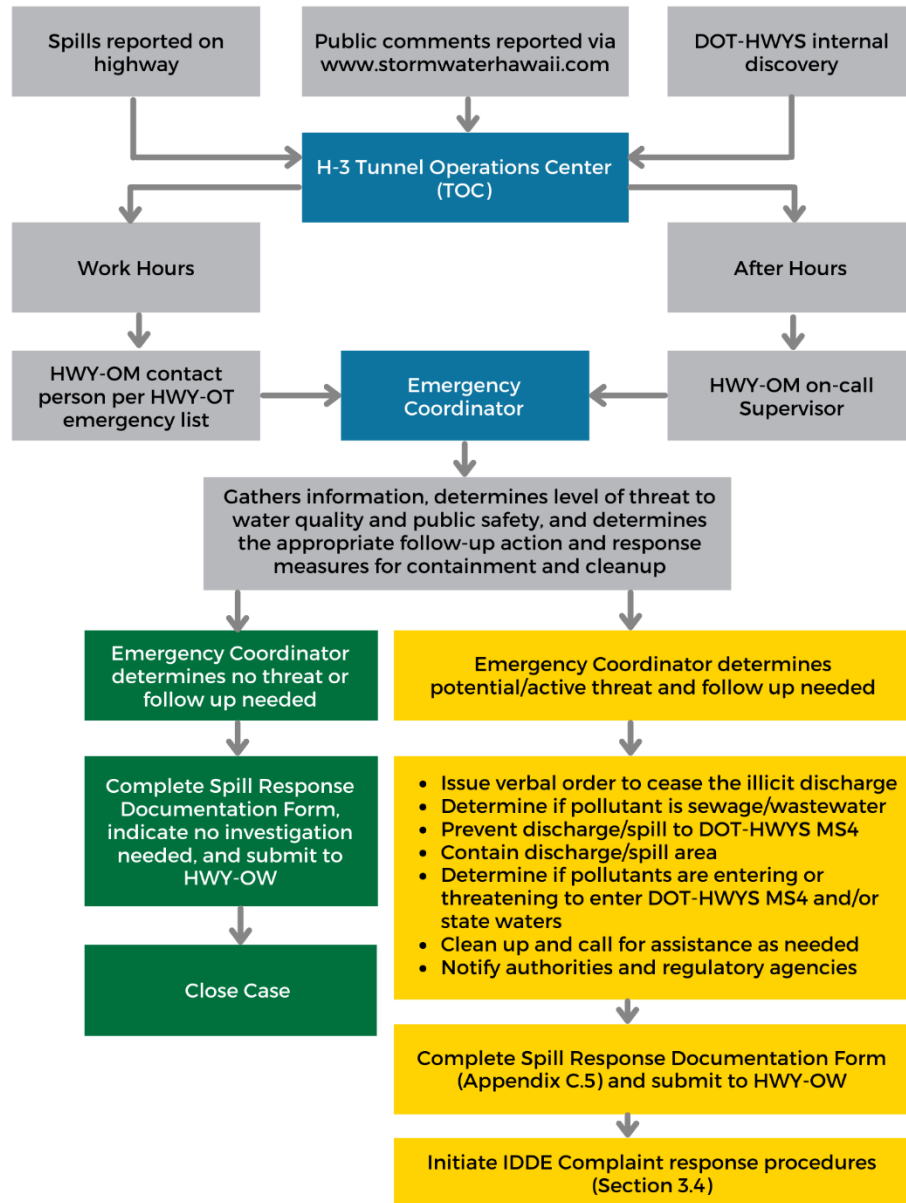 Spills reported on
highway
Public comments reported via
www.stormwaterhawaii.com
DOT-HWYS internal
discovery
H-3 Tunnel Operations Center
(TOC)
Work Hours
After Hours
HWY-OM contact
person per HWY-OT
emergency list
Emergency
Coordinator
HWY-OM on-call
Supervisor
Gathers information, determines level of threat to
water quality and public safety, and determines
the appropriate follow-up action and response
measures for containment and cleanup
Emergency Coordinator
determines no threat or
follow up needed
Emergency Coordinator determines
potential/active threat and follow up needed
Complete Spill Response
Documentation Form,
indicate no investigation
needed, and submit to
HWY-OW
• Issue verbal order to cease the illicit discharge
• Determine if pollutant is sewage/wastewater
• Prevent discharge/spill to DOT-HWYS MS4
• Contain discharge/spill area
• Determine if pollutants are entering or
threatening to enter DOT-HWYS MS4 and/or
state waters
• Clean up and call for assistance as needed
• Notify authorities and regulatory agencies
Close Case
Complete Spill Response Documentation Form
(Appendix C.5) and submit to HWY-OW
Initiate IDDE Complaint response procedures
(Section 3.4)